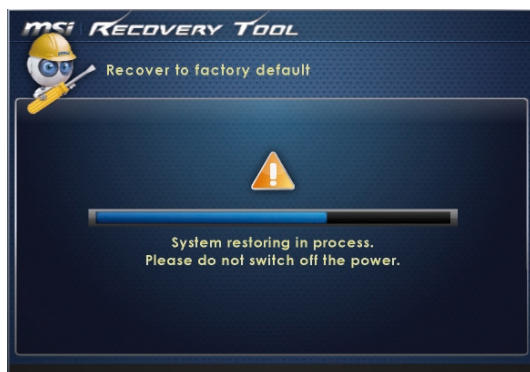 msi RECOVERY TOOL
Recover to factory default
System restoring in process.
Please do not switch off the power.